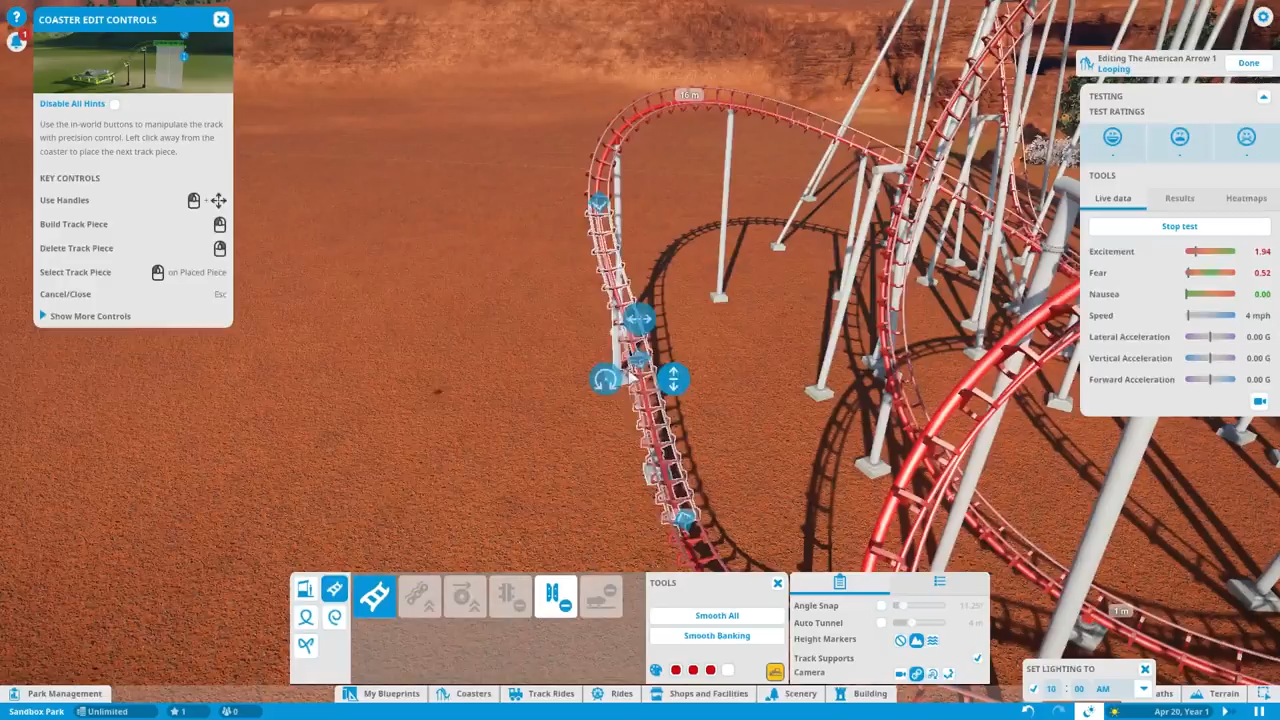 ?
COASTER EDIT CONTROLS
1
Disable All Hints
Use the in-world buttons to manipulate the track
with precision control. Left click away from the
coaster to place the next track piece.
KEY CONTROLS
Use Handles
+
Build Track Piece
Delete Track Piece
Select Track Piece
on Placed Piece
Cancel/Close
Esc
Show More Controls
16 m
1 m
Editing The American Arrow 1
Looping
Done
TESTING
TEST RATINGS
- - -
TOOLS
Live data
Results
Heatmaps
Stop test
Excitement 1.94
Fear 0.52
Nausea 0.00
Speed 4 mph
Lateral Acceleration 0.00 G
Vertical Acceleration 0.00 G
Forward Acceleration 0.00 G
TOOLS
Smooth All
Smooth Banking
Angle Snap 11.25°
Auto Tunnel 4 m
Height Markers
Track Supports
Camera
SET LIGHTING TO
10 : 00 AM
Park Management
My Blueprints
Coasters
Track Rides
Rides
Shops and Facilities
Scenery
Building
aths
Terrain
Sandbox Park
Unlimited
1
0
Apr 20, Year 1